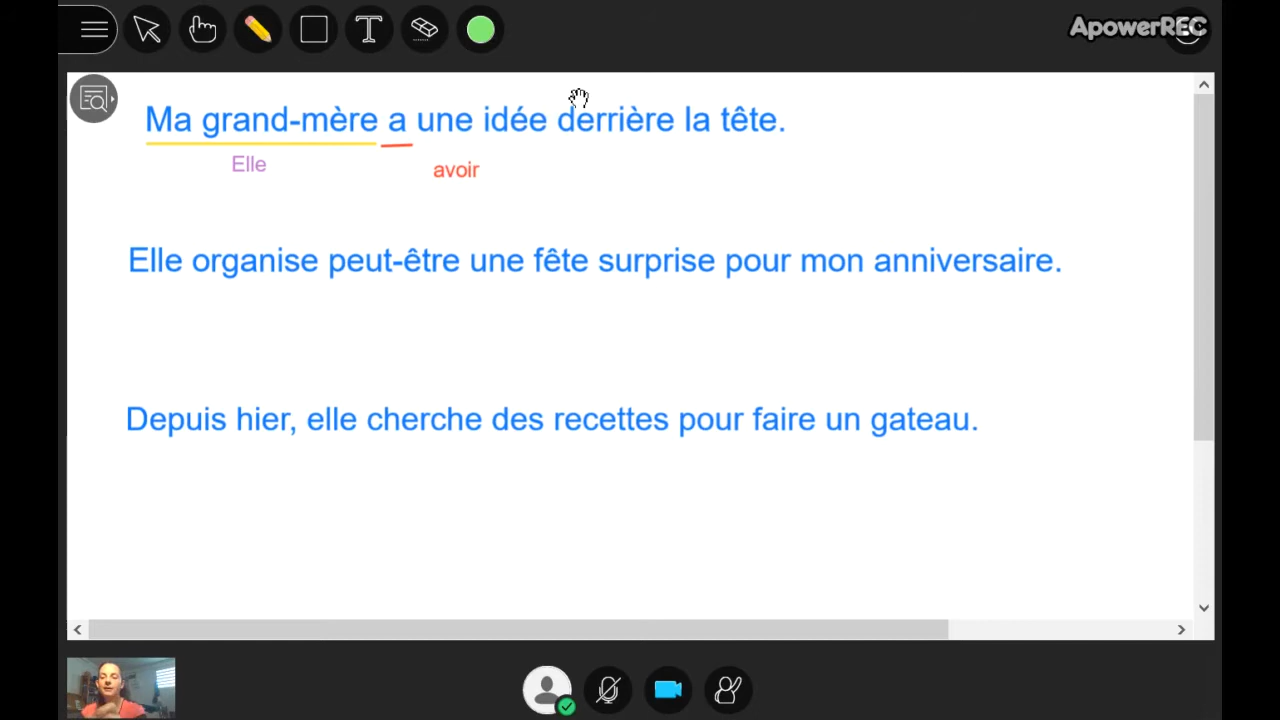 ApowerREC
Ma grand-mère a une idée derrière la tête.
Elle
avoir
Elle organise peut-être une fête surprise pour mon anniversaire.
Depuis hier, elle cherche des recettes pour faire un gateau.